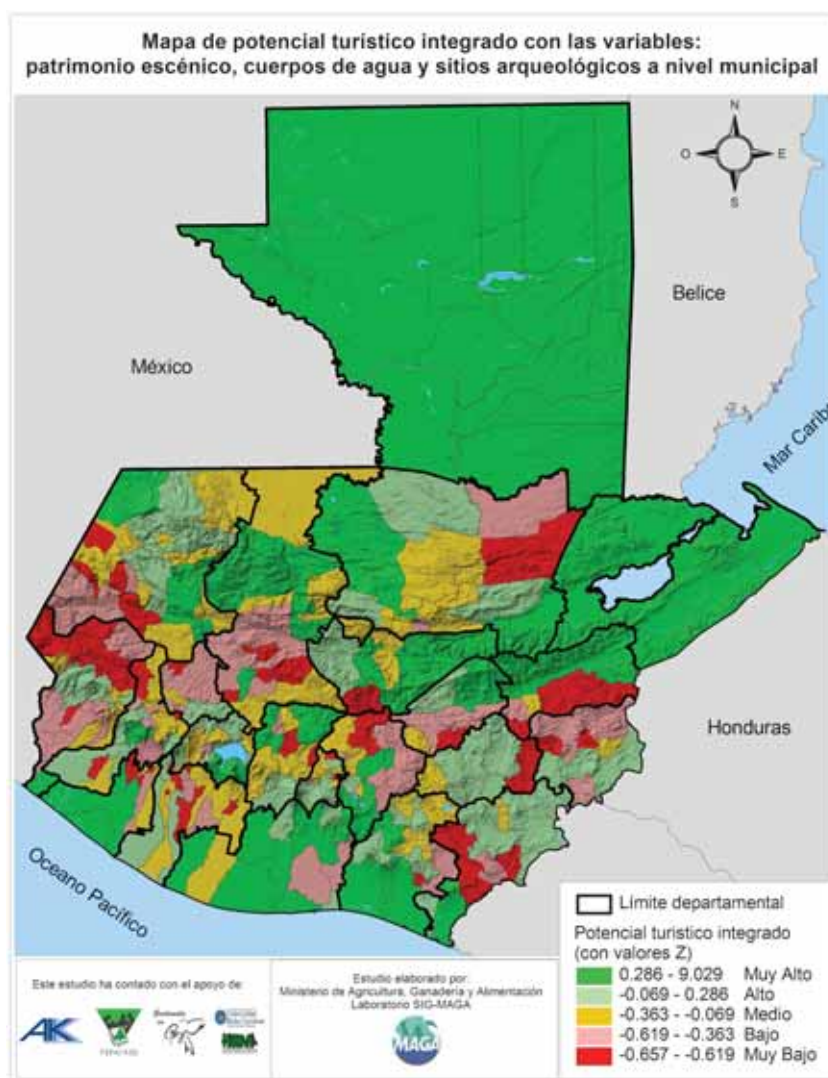 Mapa de potencial turístico integrado con las variables:
patrimonio escénico, cuerpos de agua y sitios arqueológicos a nivel municipal
N
O
E
S
Belice
México
Mar Carib
Honduras
Oceano Pacífico
Límite departamental
Potencial turistico integrado
(con valores Z)
0.286 - 9.029 Muy Alto
-0.069 - 0.286 Alto
-0.363 - -0.069 Medio
-0.619 - -0.363 Bajo
-0.657 - -0.619 Muy Bajo
Este estudio ha contado con el apoyo de:
Estudio elaborado por:
Ministerio de Agricultura, Ganadería y Alimentación
Laboratorio SIG-MAGA
MAGA